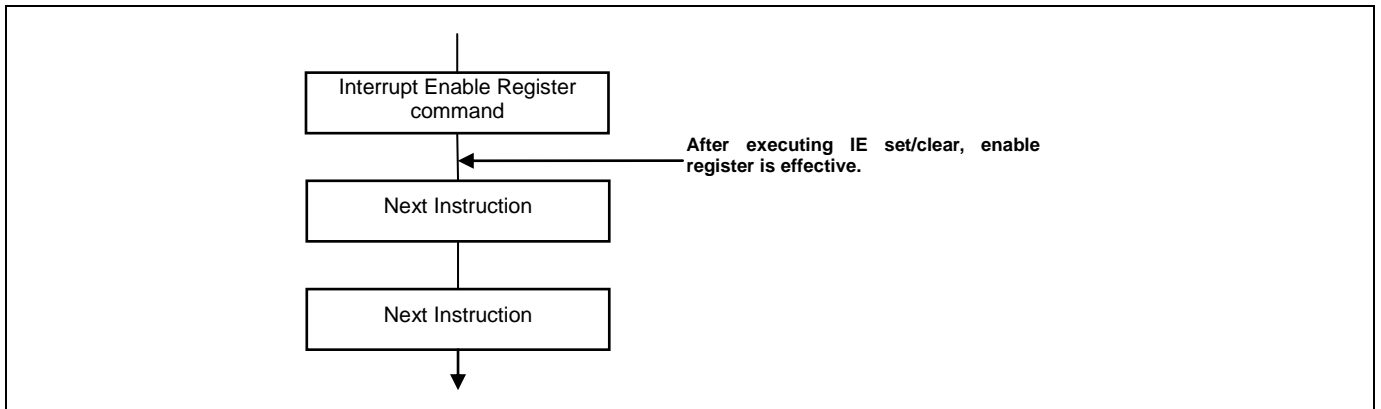 Interrupt Enable Register
command
After executing IE set/clear, enable
register is effective.
Next Instruction
Next Instruction